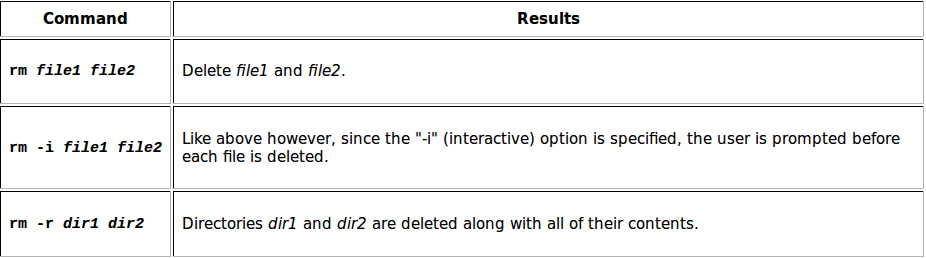 Command Results
rm file1 file2 Delete file1 and file2.
rm -i file1 file2 Like above however, since the "-i" (interactive) option is specified, the user is prompted before
each file is deleted.
rm -r dir1 dir2 Directories dir1 and dir2 are deleted along with all of their contents.